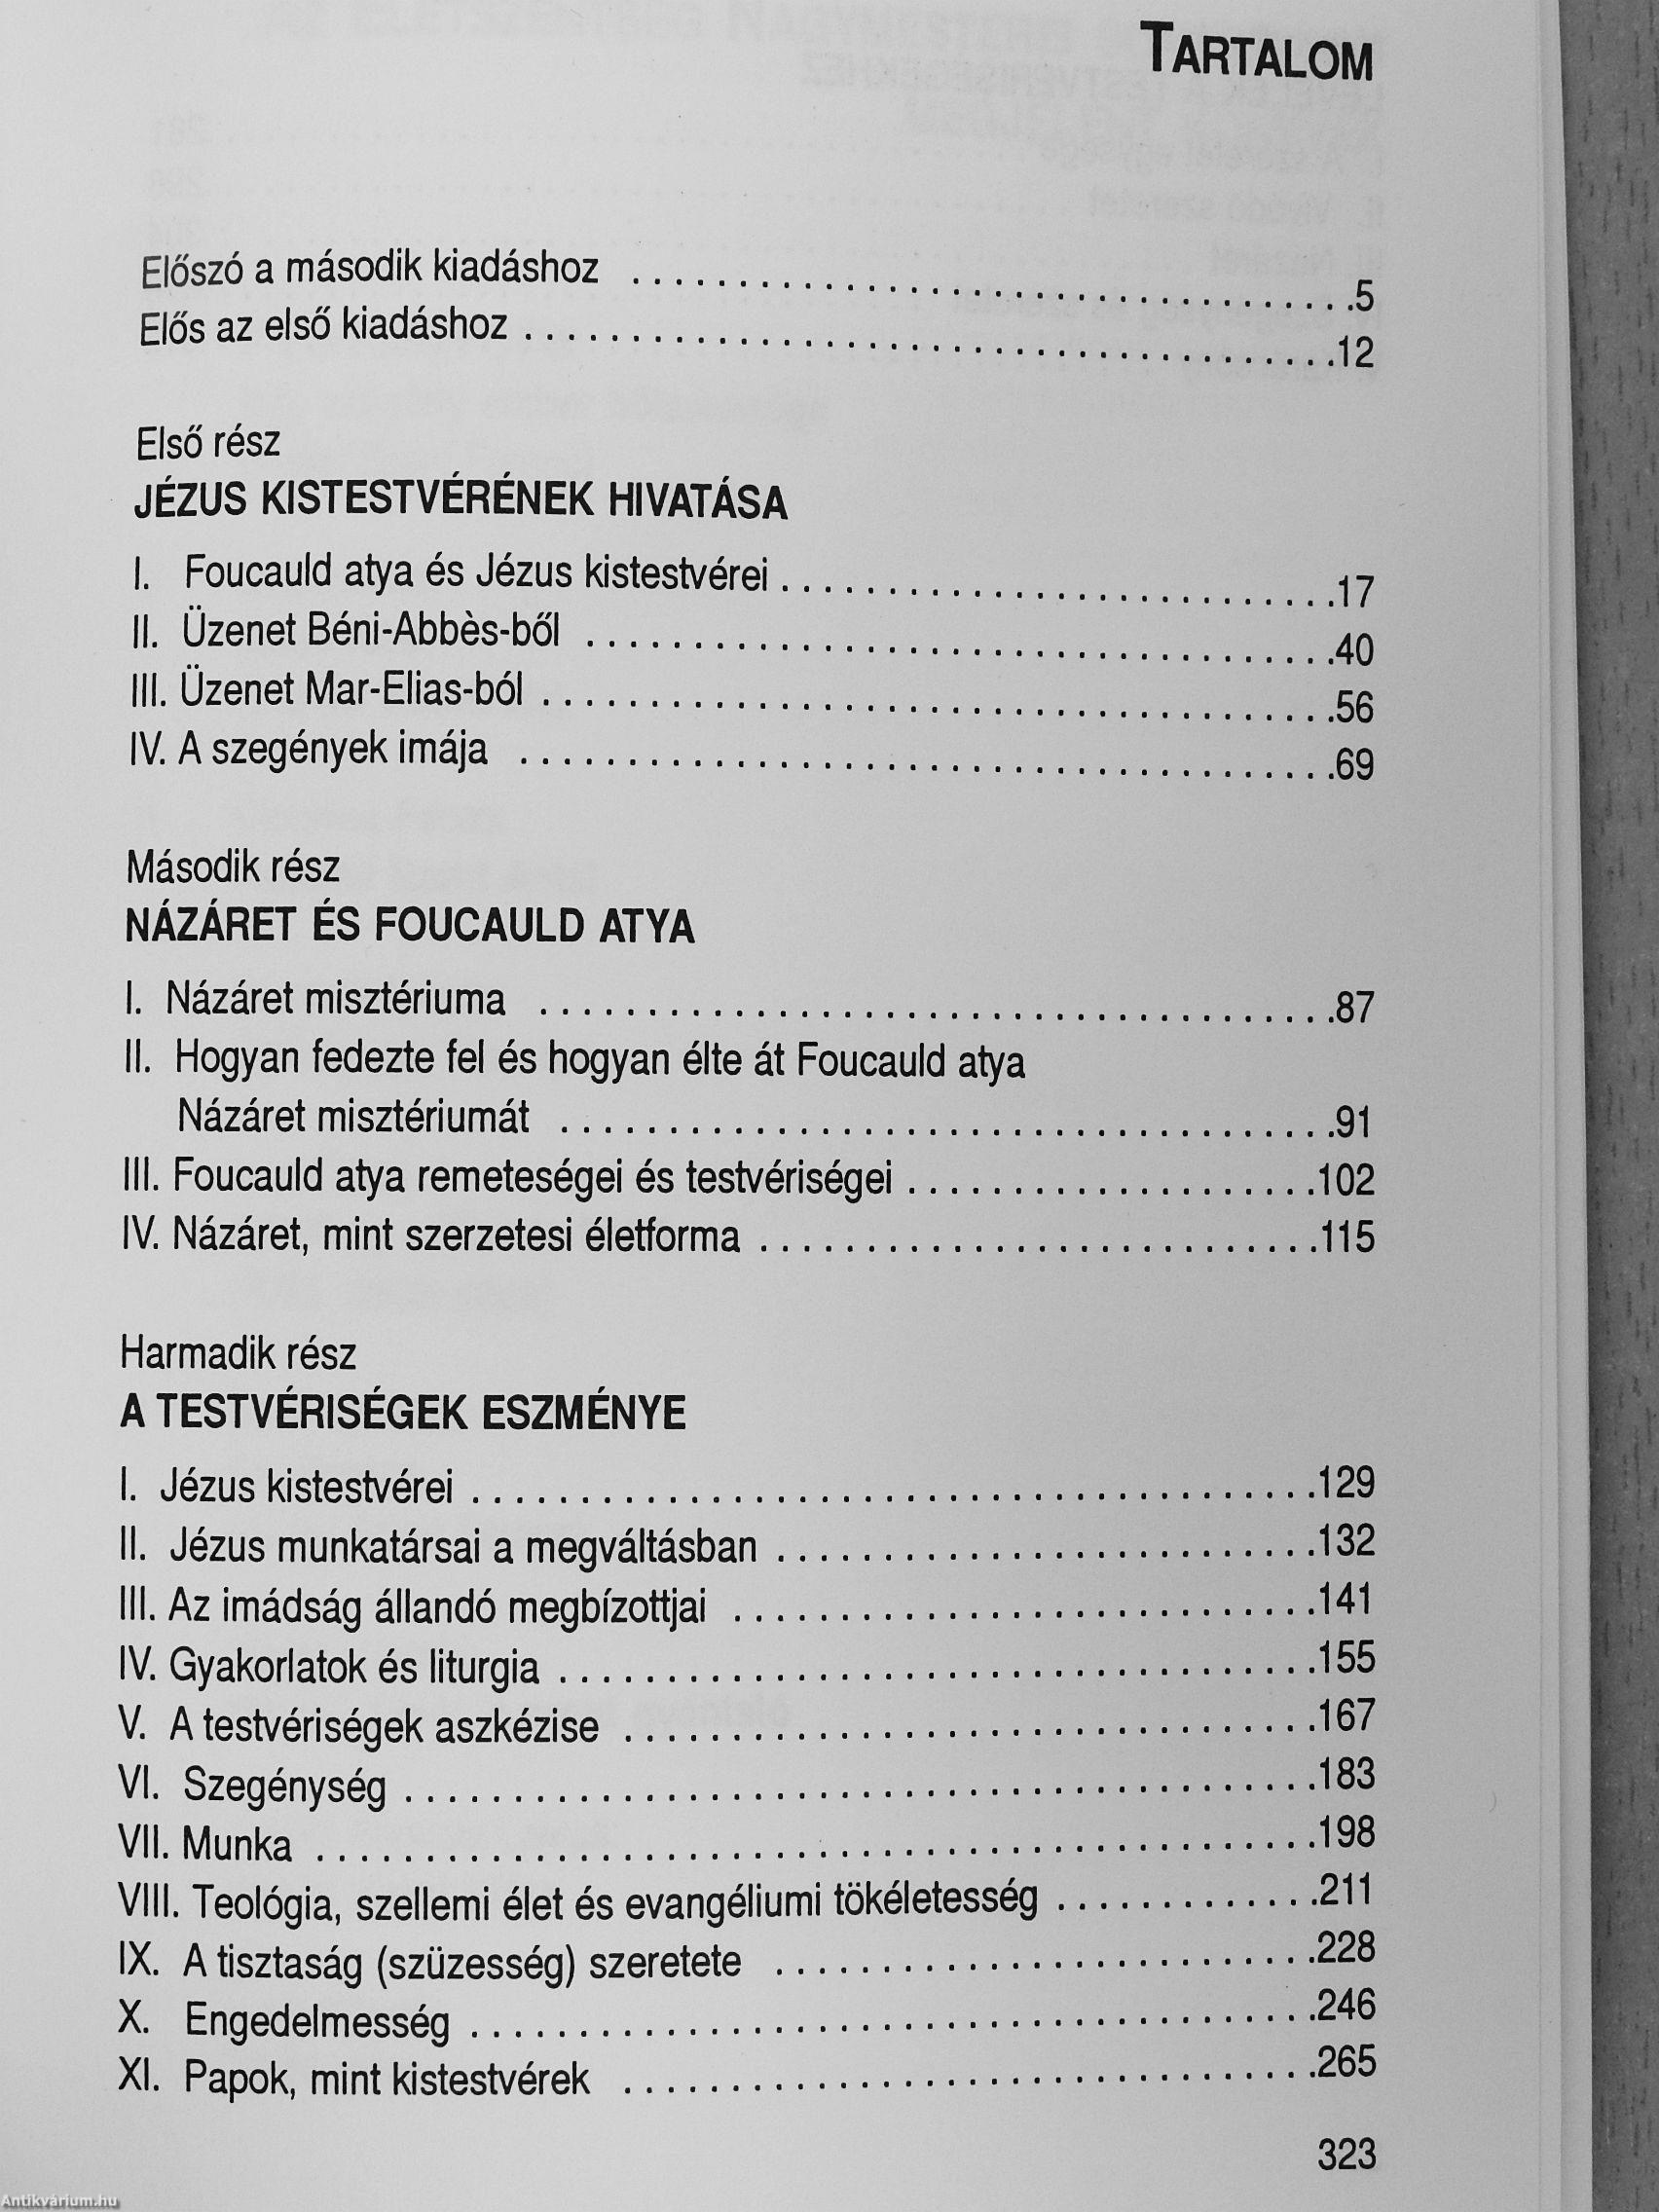 TARTALOM
Előszó a második kiadáshoz . . . . . . . . . . . . . . . . . . . . . . . . . . . . . . . . . . .5
Elős az első kiadáshoz . . . . . . . . . . . . . . . . . . . . . . . . . . . . . . . . . . . . . .12
Első rész
JÉZUS KISTESTVÉRÉNEK HIVATÁSA
I. Foucauld atya és Jézus kistestvérei . . . . . . . . . . . . . . . . . . . . . . . . . .17
II. Üzenet Béni-Abbès-ből . . . . . . . . . . . . . . . . . . . . . . . . . . . . . . . . . . .40
III. Üzenet Mar-Elias-ból . . . . . . . . . . . . . . . . . . . . . . . . . . . . . . . . . . . . .56
IV. A szegények imája . . . . . . . . . . . . . . . . . . . . . . . . . . . . . . . . . . . . . .69
Második rész
NÁZÁRET ÉS FOUCAULD ATYA
I. Názáret misztériuma . . . . . . . . . . . . . . . . . . . . . . . . . . . . . . . . . . . . .87
II. Hogyan fedezte fel és hogyan élte át Foucauld atya
Názáret misztériumát . . . . . . . . . . . . . . . . . . . . . . . . . . . . . . . . . . . .91
III. Foucauld atya remeteségei és testvériségei . . . . . . . . . . . . . . . . . . .102
IV. Názáret, mint szerzetesi életforma . . . . . . . . . . . . . . . . . . . . . . . . . .115
Harmadik rész
A TESTVÉRISÉGEK ESZMÉNYE
I. Jézus kistestvérei . . . . . . . . . . . . . . . . . . . . . . . . . . . . . . . . . . . . . . .129
II. Jézus munkatársai a megváltásban . . . . . . . . . . . . . . . . . . . . . . . . .132
III. Az imádság állandó megbízottjai . . . . . . . . . . . . . . . . . . . . . . . . . . .141
IV. Gyakorlatok és liturgia . . . . . . . . . . . . . . . . . . . . . . . . . . . . . . . . . . .155
V. A testvériségek aszkézise . . . . . . . . . . . . . . . . . . . . . . . . . . . . . . . .167
VI. Szegénység . . . . . . . . . . . . . . . . . . . . . . . . . . . . . . . . . . . . . . . . . .183
VII. Munka . . . . . . . . . . . . . . . . . . . . . . . . . . . . . . . . . . . . . . . . . . . . . .198
VIII. Teológia, szellemi élet és evangéliumi tökéletesség . . . . . . . . . . . .211
IX. A tisztaság (szüzesség) szeretete . . . . . . . . . . . . . . . . . . . . . . . . .228
X. Engedelmesség . . . . . . . . . . . . . . . . . . . . . . . . . . . . . . . . . . . . . . .246
XI. Papok, mint kistestvérek . . . . . . . . . . . . . . . . . . . . . . . . . . . . . . . .265
323
Antikvárium.hu